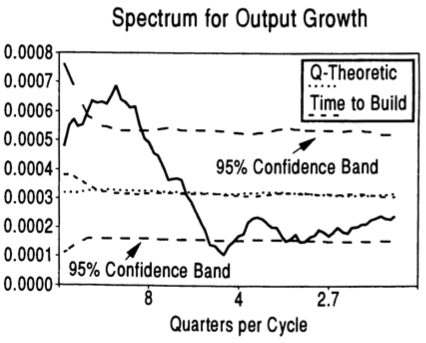 Spectrum for Output Growth
0.0008
0.0007
0.0006
0.0005
0.0004
0.0003
0.0002
0.0001
0.0000
Q-Theoretic
Time to Build
95% Confidence Band
95% Confidence Band
8 4 2.7
Quarters per Cycle